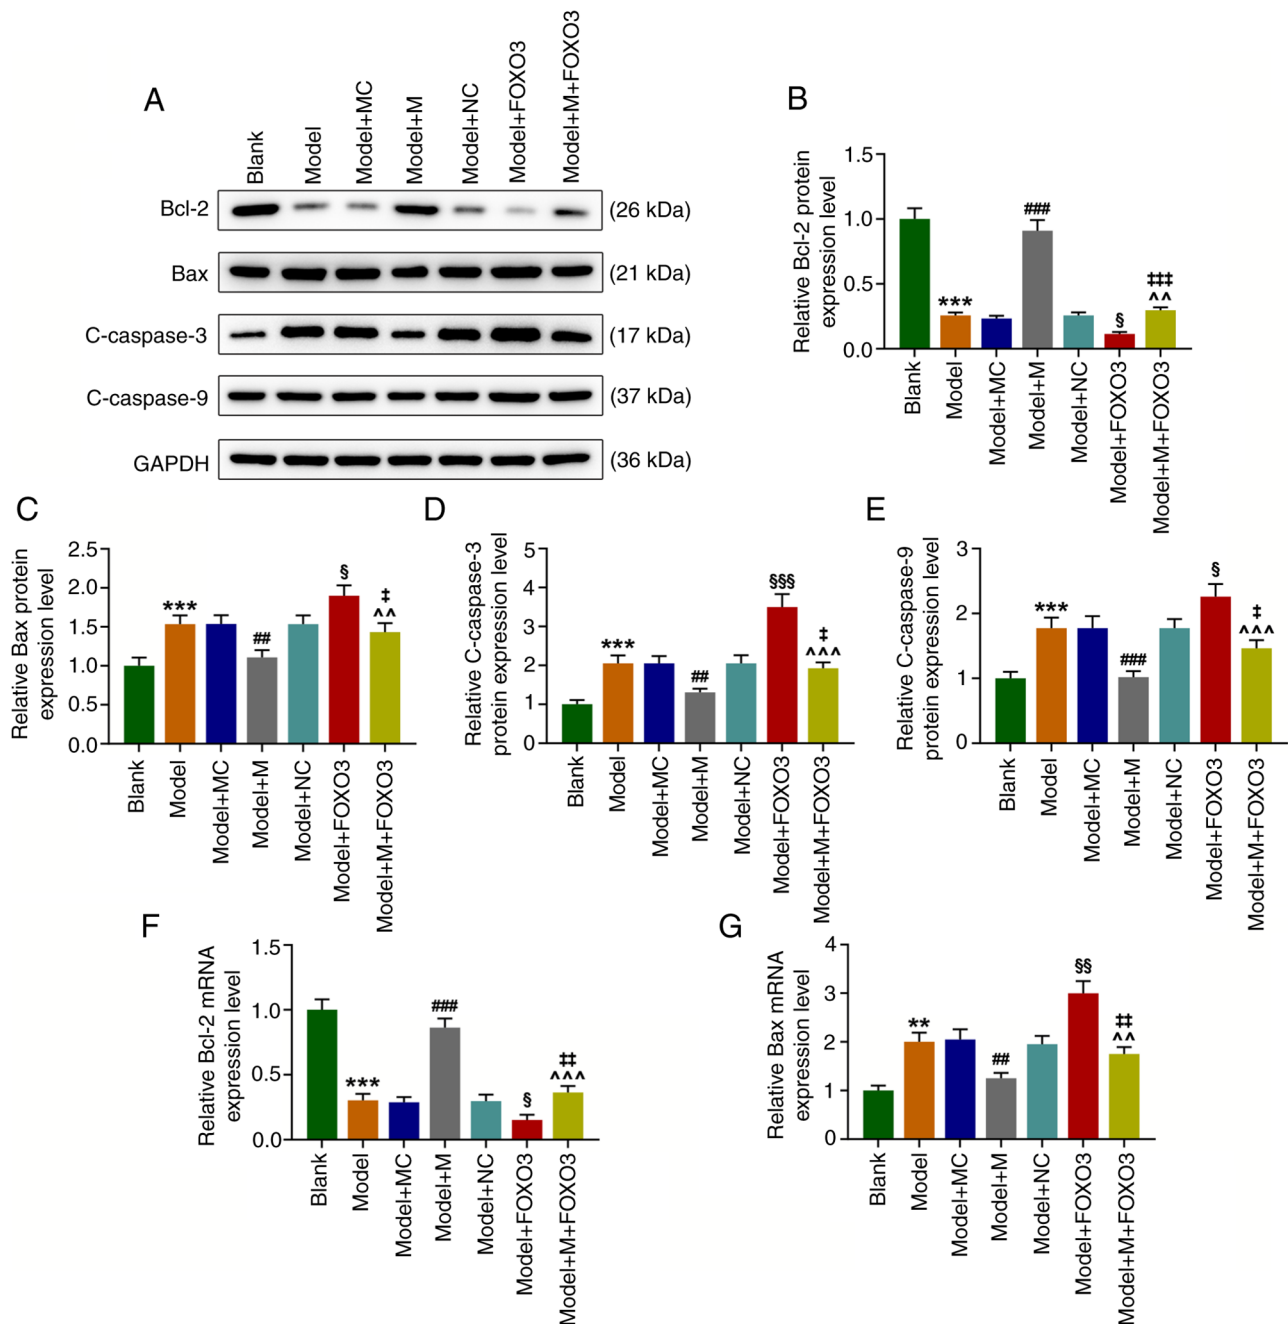 A
Blank
Model
Model+MC
Model+M
Model+NC
Model+FOXO3
Model+M+FOXO3
Bcl-2
(26 kDa)
Bax
(21 kDa)
C-caspase-3
(17 kDa)
C-caspase-9
(37 kDa)
GAPDH
(36 kDa)
B
Relative Bcl-2 protein
expression level
1.5
1.0
0.5
0.0
***
###
§
‡‡‡
^^
Blank
Model
Model+MC
Model+M
Model+NC
Model+FOXO3
Model+M+FOXO3
C
Relative Bax protein
expression level
2.5
2.0
1.5
1.0
0.5
0.0
***
##
§
‡
^^
Blank
Model
Model+MC
Model+M
Model+NC
Model+FOXO3
Model+M+FOXO3
D
Relative C-caspase-3
protein expression level
5
4
3
2
1
0
***
##
§§§
‡
^^^
Blank
Model
Model+MC
Model+M
Model+NC
Model+FOXO3
Model+M+FOXO3
E
Relative C-caspase-9
protein expression level
3
2
1
0
***
###
§
‡
^^^
Blank
Model
Model+MC
Model+M
Model+NC
Model+FOXO3
Model+M+FOXO3
F
Relative Bcl-2 mRNA
expression level
1.5
1.0
0.5
0.0
***
###
§
‡‡
^^^
Blank
Model
Model+MC
Model+M
Model+NC
Model+FOXO3
Model+M+FOXO3
G
Relative Bax mRNA
expression level
4
3
2
1
0
**
##
§§
‡‡
^^
Blank
Model
Model+MC
Model+M
Model+NC
Model+FOXO3
Model+M+FOXO3